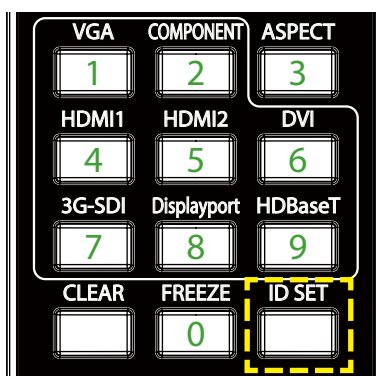 VGA COMPONENT ASPECT
1 2 3
HDMI1 HDMI2 DVI
4 5 6
3G-SDI Displayport HDBaseT
7 8 9
CLEAR FREEZE ID SET
0